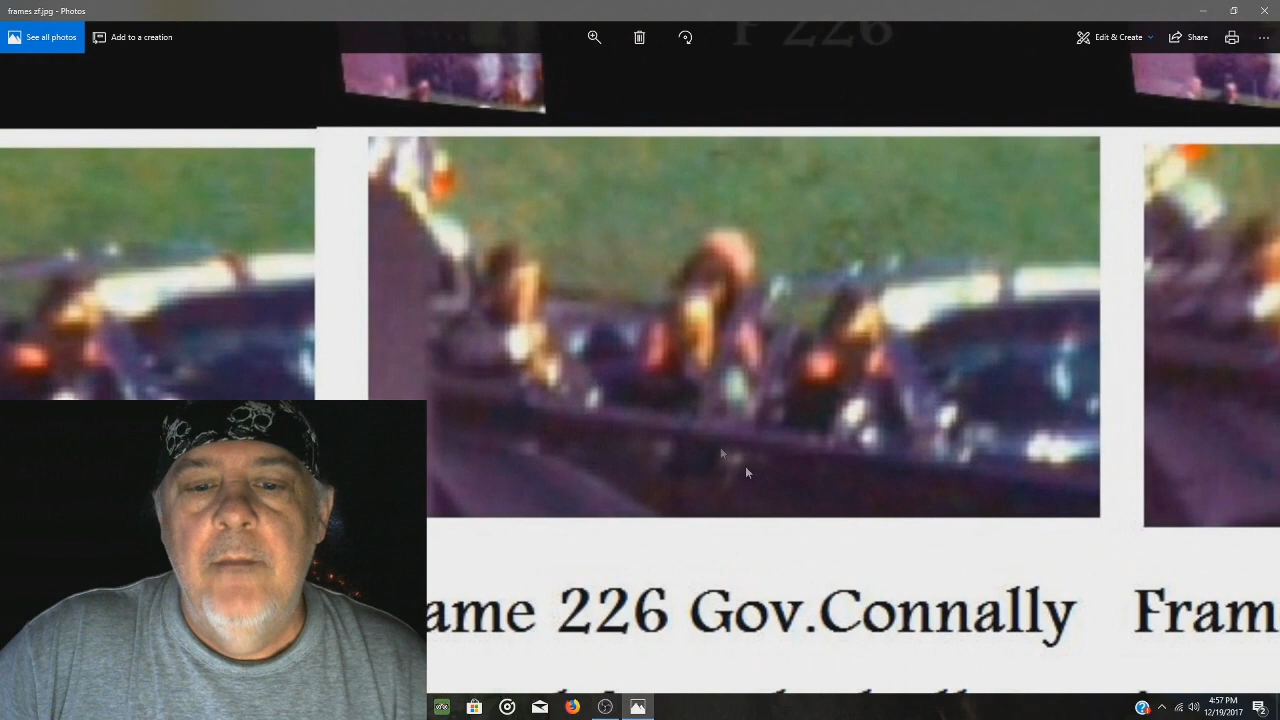 frames zf.jpg - Photos
See all photos
Add to a creation
Edit & Create
Share
F 226
ame 226 Gov.Connally
Fram
4:57 PM
12/19/2017